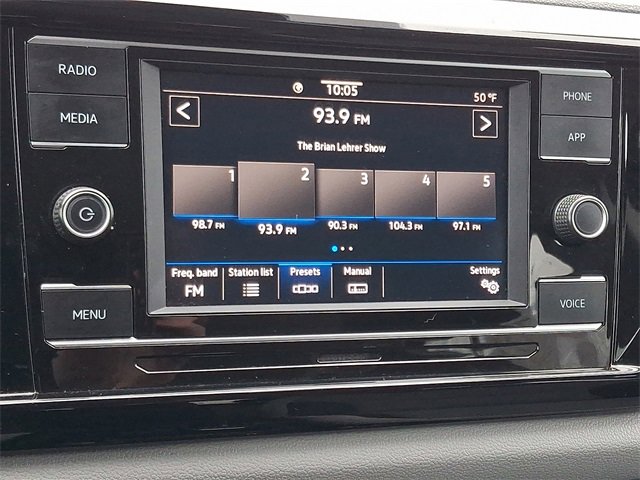 RADIO
MEDIA
MENU
PHONE
APP
VOICE
10:05
50°F
<
93.9 FM
>
The Brian Lehrer Show
1 2 3 4 5
98.7 FM 93.9 FM 90.3 FM 104.3 FM 97.1 FM
Freq. band Station list Presets Manual Settings
FM